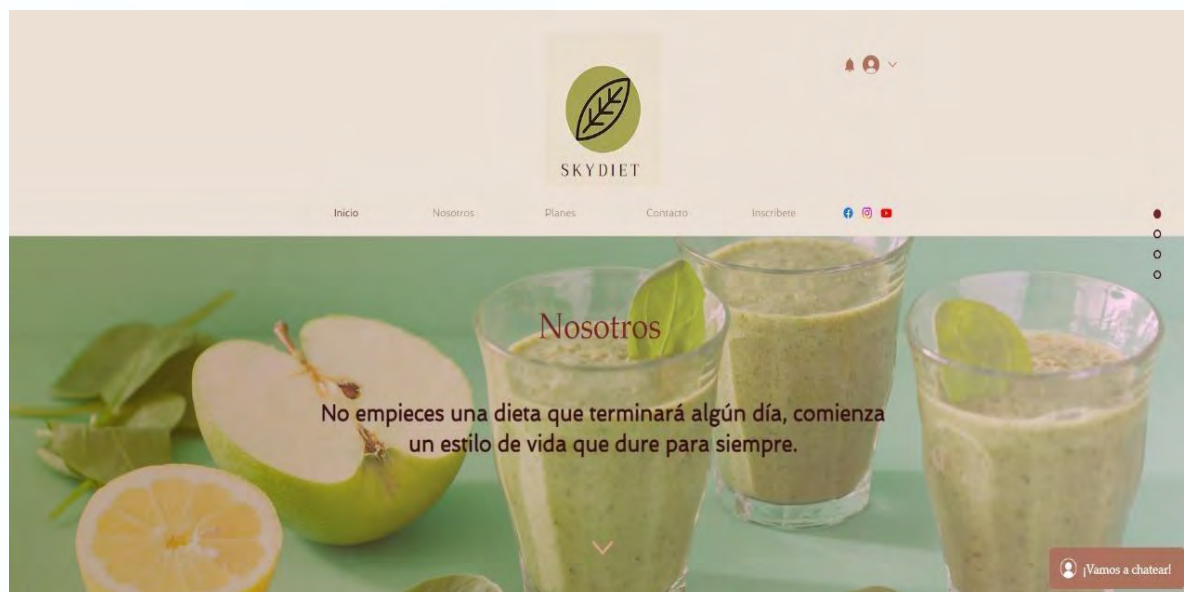 SKYDIET
Inicio Nosotros Planes Contacto Inscríbete
Nosotros
No empieces una dieta que terminará algún día, comienza
un estilo de vida que dure para siempre.
¡Vamos a chatear!